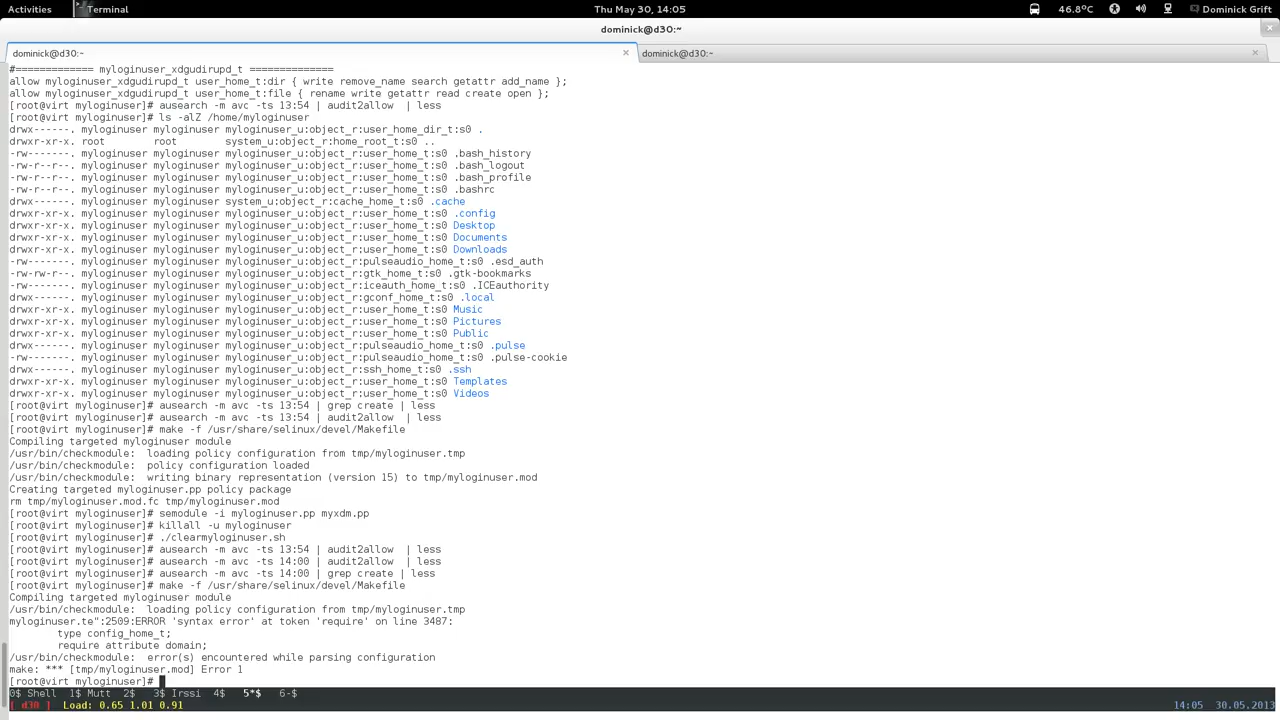 Activities Terminal Thu May 30, 14:05 46.8°C Dominick Grift
dominick@d30:~
dominick@d30:~ dominick@d30:~
#============= myloginuser_xdgudirupd_t ==============
allow myloginuser_xdgudirupd_t user_home_t:dir { write remove_name search getattr add_name };
allow myloginuser_xdgudirupd_t user_home_t:file { rename write getattr read create open };
[root@virt myloginuser]# ausearch -m avc -ts 13:54 | audit2allow  | less
[root@virt myloginuser]# ls -alZ /home/myloginuser
drwx------. myloginuser myloginuser myloginuser_u:object_r:user_home_dir_t:s0 .
drwxr-xr-x. root        root        system_u:object_r:home_root_t:s0 ..
-rw-------. myloginuser myloginuser myloginuser_u:object_r:user_home_t:s0 .bash_history
-rw-r--r--. myloginuser myloginuser myloginuser_u:object_r:user_home_t:s0 .bash_logout
-rw-r--r--. myloginuser myloginuser myloginuser_u:object_r:user_home_t:s0 .bash_profile
-rw-r--r--. myloginuser myloginuser myloginuser_u:object_r:user_home_t:s0 .bashrc
drwx------. myloginuser myloginuser system_u:object_r:cache_home_t:s0 .cache
drwxr-xr-x. myloginuser myloginuser myloginuser_u:object_r:user_home_t:s0 .config
drwxr-xr-x. myloginuser myloginuser myloginuser_u:object_r:user_home_t:s0 Desktop
drwxr-xr-x. myloginuser myloginuser myloginuser_u:object_r:user_home_t:s0 Documents
drwxr-xr-x. myloginuser myloginuser myloginuser_u:object_r:user_home_t:s0 Downloads
-rw-------. myloginuser myloginuser myloginuser_u:object_r:pulseaudio_home_t:s0 .esd_auth
-rw-rw-r--. myloginuser myloginuser myloginuser_u:object_r:gtk_home_t:s0 .gtk-bookmarks
-rw-------. myloginuser myloginuser myloginuser_u:object_r:iceauth_home_t:s0 .ICEauthority
drwx------. myloginuser myloginuser myloginuser_u:object_r:gconf_home_t:s0 .local
drwxr-xr-x. myloginuser myloginuser myloginuser_u:object_r:user_home_t:s0 Music
drwxr-xr-x. myloginuser myloginuser myloginuser_u:object_r:user_home_t:s0 Pictures
drwxr-xr-x. myloginuser myloginuser myloginuser_u:object_r:user_home_t:s0 Public
drwx------. myloginuser myloginuser myloginuser_u:object_r:pulseaudio_home_t:s0 .pulse
-rw-------. myloginuser myloginuser myloginuser_u:object_r:pulseaudio_home_t:s0 .pulse-cookie
drwx------. myloginuser myloginuser myloginuser_u:object_r:ssh_home_t:s0 .ssh
drwxr-xr-x. myloginuser myloginuser myloginuser_u:object_r:user_home_t:s0 Templates
drwxr-xr-x. myloginuser myloginuser myloginuser_u:object_r:user_home_t:s0 Videos
[root@virt myloginuser]# ausearch -m avc -ts 13:54 | grep create | less
[root@virt myloginuser]# ausearch -m avc -ts 13:54 | audit2allow  | less
[root@virt myloginuser]# make -f /usr/share/selinux/devel/Makefile
Compiling targeted myloginuser module
/usr/bin/checkmodule:  loading policy configuration from tmp/myloginuser.tmp
/usr/bin/checkmodule:  policy configuration loaded
/usr/bin/checkmodule:  writing binary representation (version 15) to tmp/myloginuser.mod
Creating targeted myloginuser.pp policy package
rm tmp/myloginuser.mod.fc tmp/myloginuser.mod
[root@virt myloginuser]# semodule -i myloginuser.pp myxdm.pp
[root@virt myloginuser]# killall -u myloginuser
[root@virt myloginuser]# ./clearmyloginuser.sh
[root@virt myloginuser]# ausearch -m avc -ts 13:54 | audit2allow  | less
[root@virt myloginuser]# ausearch -m avc -ts 14:00 | audit2allow  | less
[root@virt myloginuser]# ausearch -m avc -ts 14:00 | grep create | less
[root@virt myloginuser]# make -f /usr/share/selinux/devel/Makefile
Compiling targeted myloginuser module
/usr/bin/checkmodule:  loading policy configuration from tmp/myloginuser.tmp
myloginuser.te":2509:ERROR 'syntax error' at token 'require' on line 3487:
        type config_home_t;
        require attribute domain;
/usr/bin/checkmodule:  error(s) encountered while parsing configuration
make: *** [tmp/myloginuser.mod] Error 1
[root@virt myloginuser]#
0$ Shell  1$ Mutt  2$   3$ Irssi  4$   5*$   6-$
[ d30 ]  Load: 0.65 1.01 0.91 14:05  30.05.2013